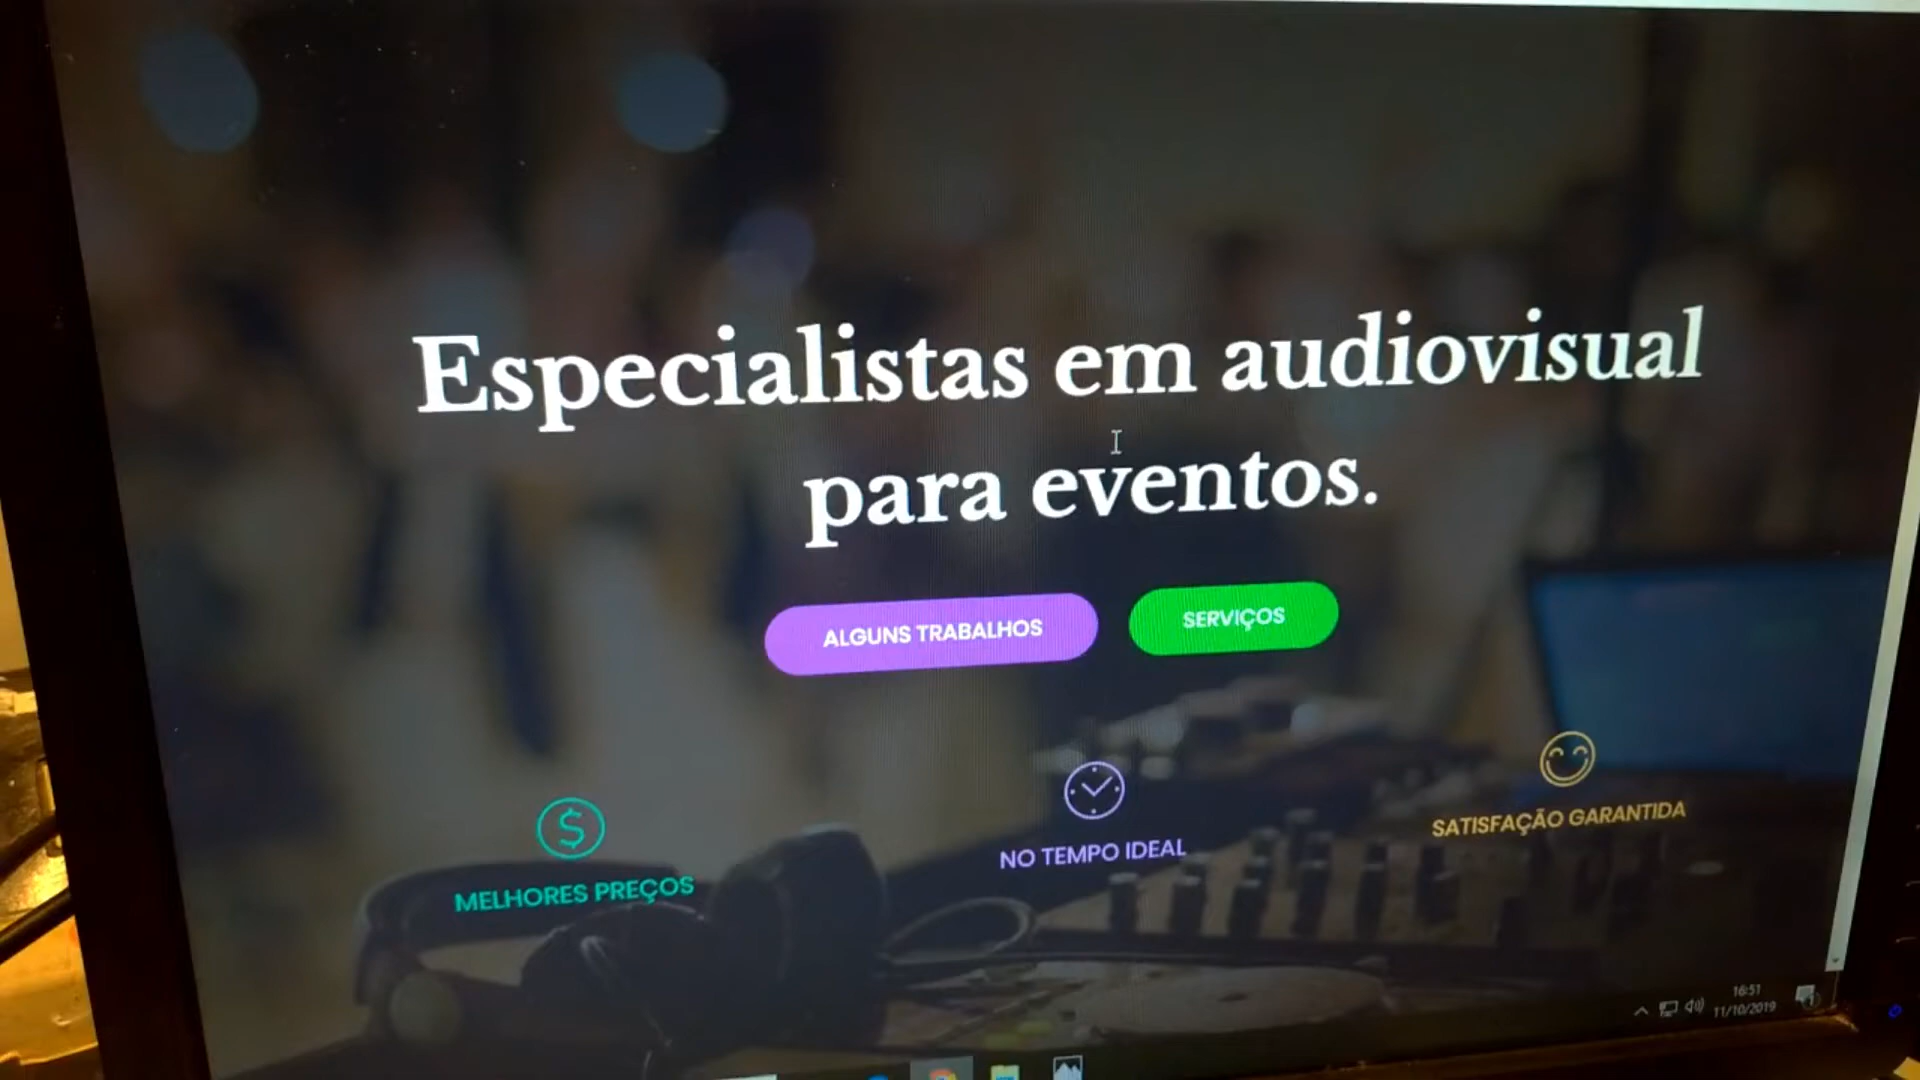 Especialistas em audiovisual
para eventos.
ALGUNS TRABALHOS
SERVIÇOS
MELHORES PREÇOS
NO TEMPO IDEAL
SATISFAÇÃO GARANTIDA
16:51
11/10/2019